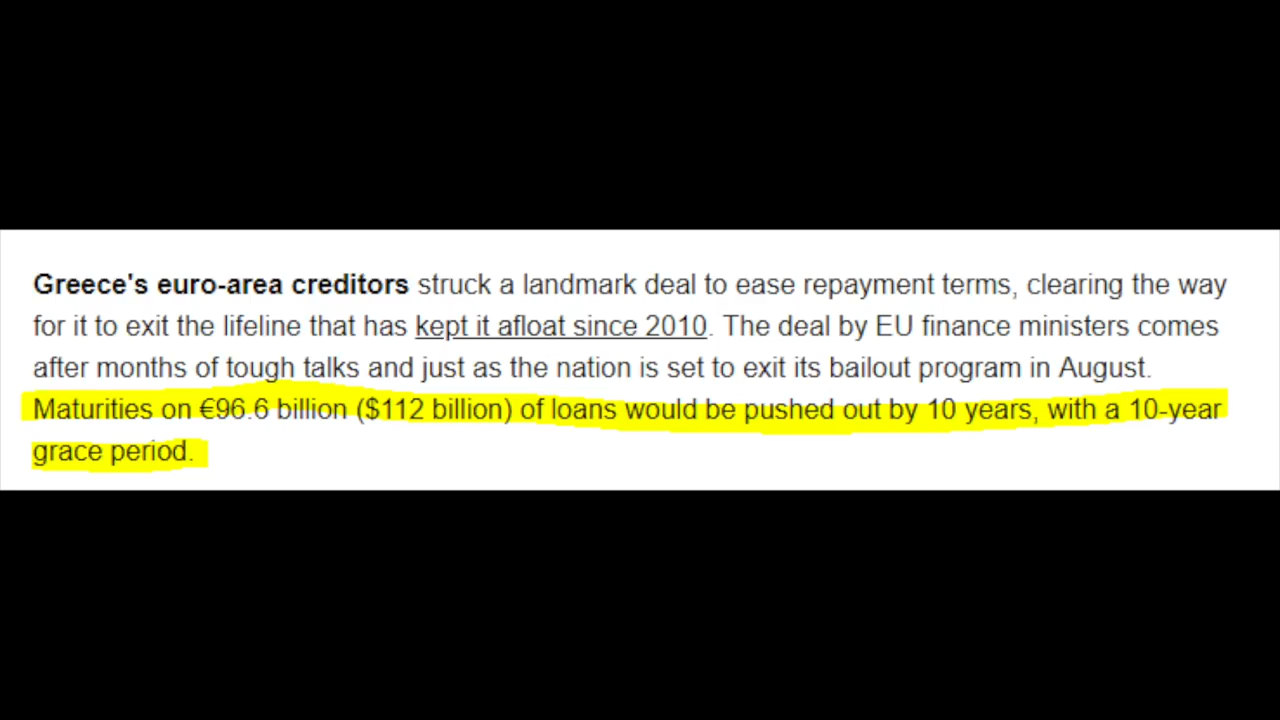 Greece's euro-area creditors struck a landmark deal to ease repayment terms, clearing the way
for it to exit the lifeline that has kept it afloat since 2010. The deal by EU finance ministers comes
after months of tough talks and just as the nation is set to exit its bailout program in August.
Maturities on €96.6 billion ($112 billion) of loans would be pushed out by 10 years, with a 10-year
grace period.